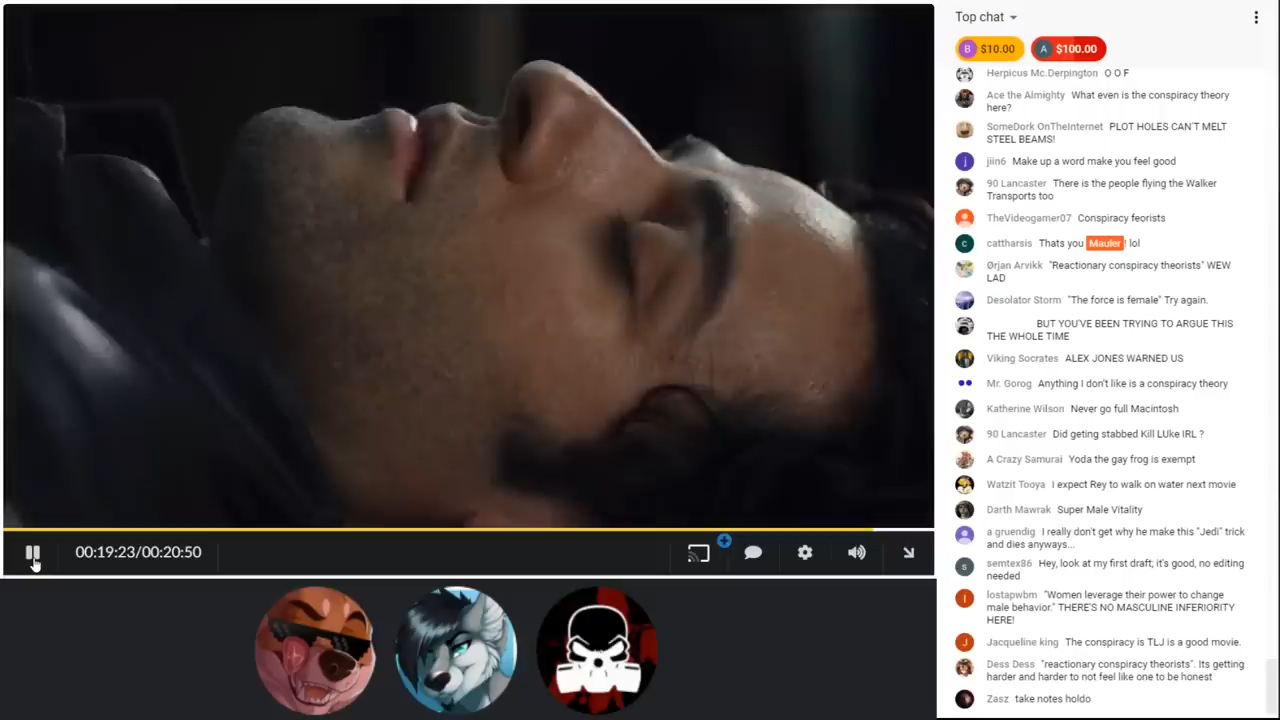 Top chat
B $10.00 A $100.00
Herpicus Mc.Derpington O O F
Ace the Almighty What even is the conspiracy theory
here?
SomeDork OnTheInternet PLOT HOLES CAN'T MELT
STEEL BEAMS!
j jiin6 Make up a word make you feel good
90 Lancaster There is the people flying the Walker
Transports too
TheVideogamer07 Conspiracy feorists
c cattharsis Thats you Mauler ! lol
Ørjan Arvikk "Reactionary conspiracy theorists" WEW
LAD
Desolator Storm "The force is female" Try again.
BUT YOU'VE BEEN TRYING TO ARGUE THIS
THE WHOLE TIME
Viking Socrates ALEX JONES WARNED US
Mr. Gorog Anything I don't like is a conspiracy theory
Katherine Wilson Never go full Macintosh
90 Lancaster Did geting stabbed Kill LUke IRL ?
A Crazy Samurai Yoda the gay frog is exempt
Watzit Tooya I expect Rey to walk on water next movie
Darth Mawrak Super Male Vitality
a gruendig I really don't get why he make this "Jedi" trick
and dies anyways...
s semtex86 Hey, look at my first draft; it's good, no editing
needed
l lostapwbm "Women leverage their power to change
male behavior." THERE'S NO MASCULINE INFERIORITY
HERE!
J Jacqueline king The conspiracy is TLJ is a good movie.
Dess Dess "reactionary conspiracy theorists". Its getting
harder and harder to not feel like one to be honest
Zasz take notes holdo
00:19:23/00:20:50